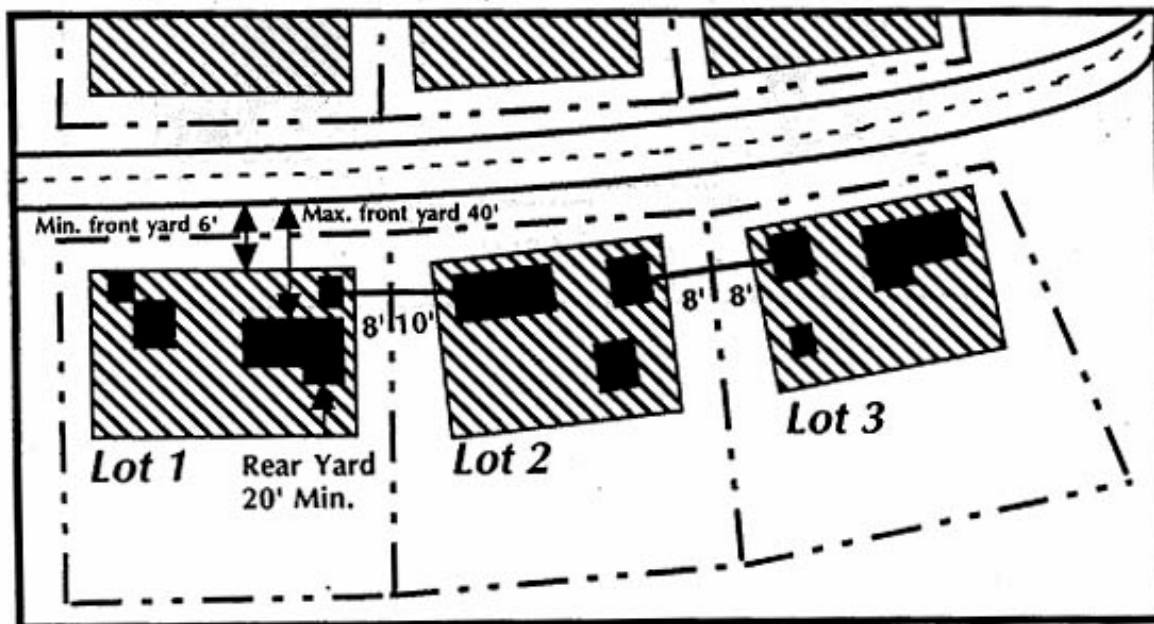 Min. front yard 6'
Max. front yard 40'
8' 10'
8' 8'
Lot 1
Lot 2
Lot 3
Rear Yard
20' Min.